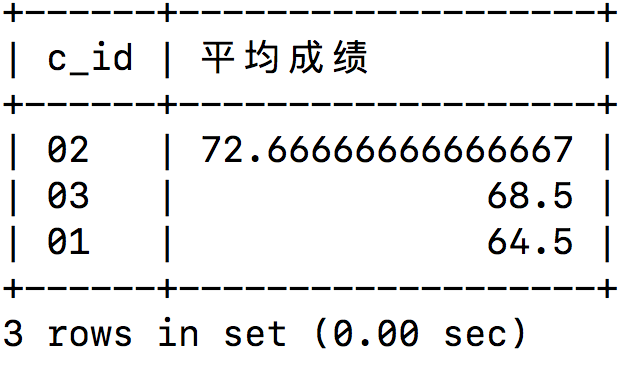 +------+-------------------+
| c_id | 平均成绩 |
+------+-------------------+
| 02 | 72.66666666666667 |
| 03 | 68.5 |
| 01 | 64.5 |
+------+-------------------+
3 rows in set (0.00 sec)